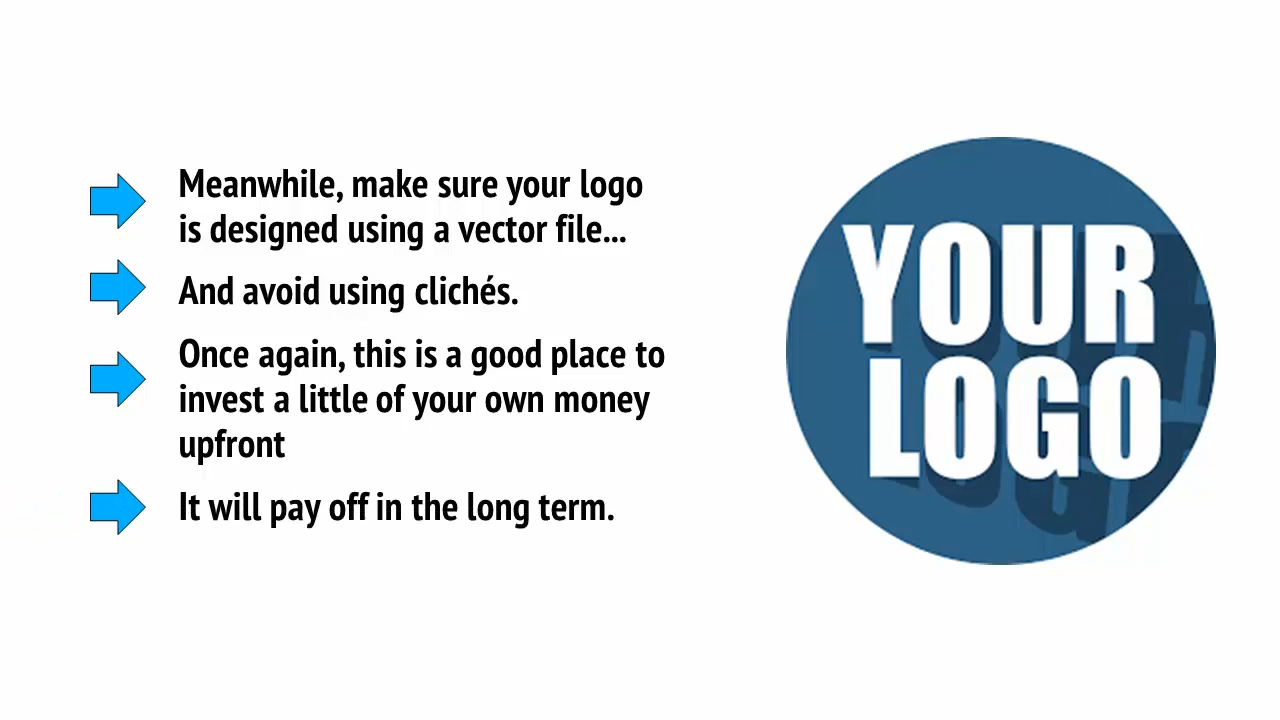 Meanwhile, make sure your logo
is designed using a vector file...
And avoid using clichés.
Once again, this is a good place to
invest a little of your own money
upfront
It will pay off in the long term.
YOUR
LOGO